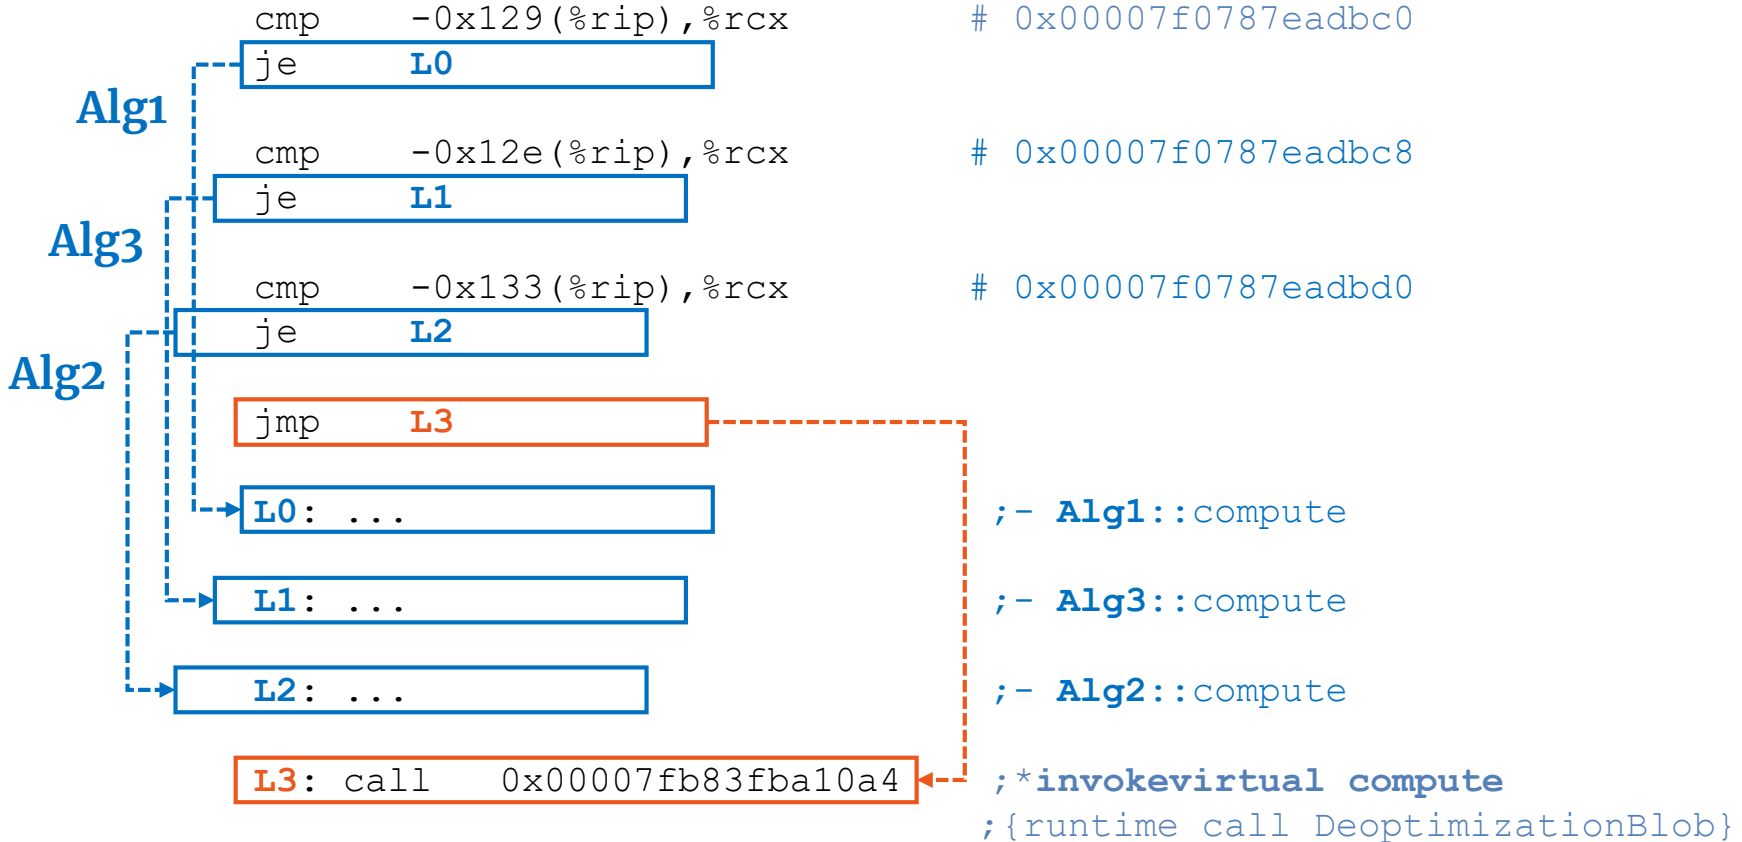 cmp -0x129(%rip),%rcx # 0x00007f0787eadbc0
je L0
Alg1
cmp -0x12e(%rip),%rcx # 0x00007f0787eadbc8
je L1
Alg3
cmp -0x133(%rip),%rcx # 0x00007f0787eadbd0
je L2
Alg2
jmp L3
L0: ... ;- Alg1::compute
L1: ... ;- Alg3::compute
L2: ... ;- Alg2::compute
L3: call 0x00007fb83fba10a4 ;*invokevirtual compute
;{runtime call DeoptimizationBlob}